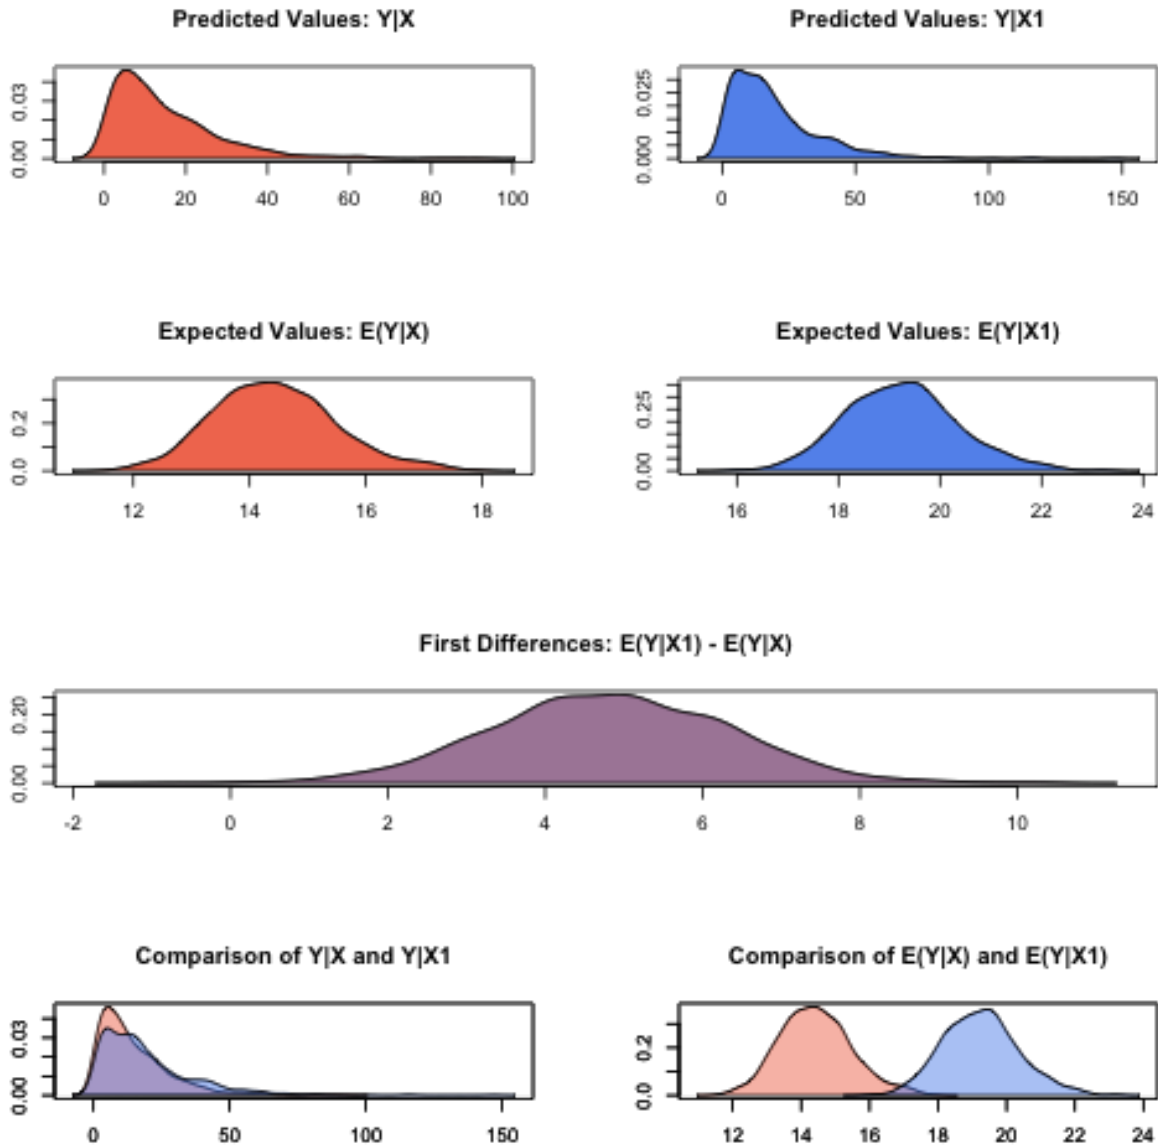 Predicted Values: Y|X
Predicted Values: Y|X1
0.00 0.03
0 20 40 60 80 100
0.000 0.025
0 50 100 150
Expected Values: E(Y|X)
Expected Values: E(Y|X1)
0.0 0.2
12 14 16 18
0.00 0.25
16 18 20 22 24
First Differences: E(Y|X1) - E(Y|X)
0.00 0.20
-2 0 2 4 6 8 10
Comparison of Y|X and Y|X1
Comparison of E(Y|X) and E(Y|X1)
0.00 0.03
0 50 100 150
0.0 0.2
12 14 16 18 20 22 24